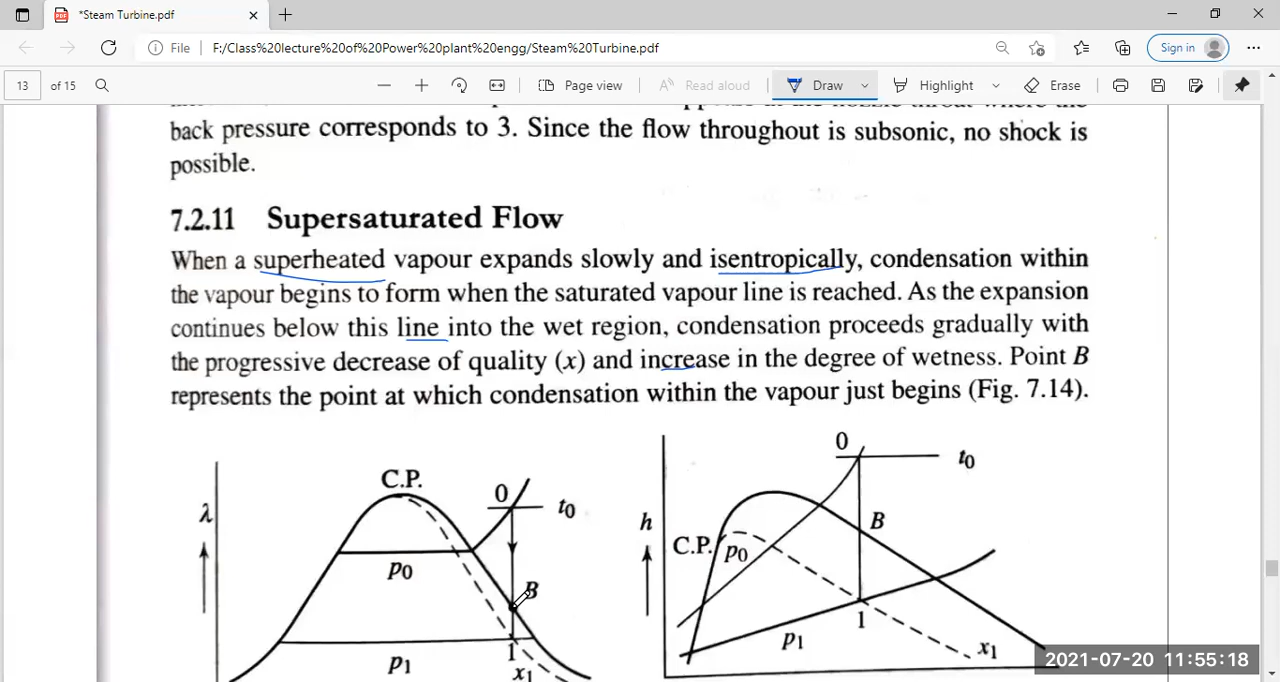 *Steam Turbine.pdf
File F:/Class%20lecture%20of%20Power%20plant%20engg/Steam%20Turbine.pdf Sign in
13 of 15 Page view Read aloud Draw Highlight Erase
back pressure corresponds to 3. Since the flow throughout is subsonic, no shock is
possible.
7.2.11 Supersaturated Flow
When a superheated vapour expands slowly and isentropically, condensation within
the vapour begins to form when the saturated vapour line is reached. As the expansion
continues below this line into the wet region, condensation proceeds gradually with
the progressive decrease of quality (x) and increase in the degree of wetness. Point B
represents the point at which condensation within the vapour just begins (Fig. 7.14).
C.P. 0 t0
λ
p0
B
p1 1
x1
0 t0
h B
C.P. p0
1
p1 x1
2021-07-20 11:55:18